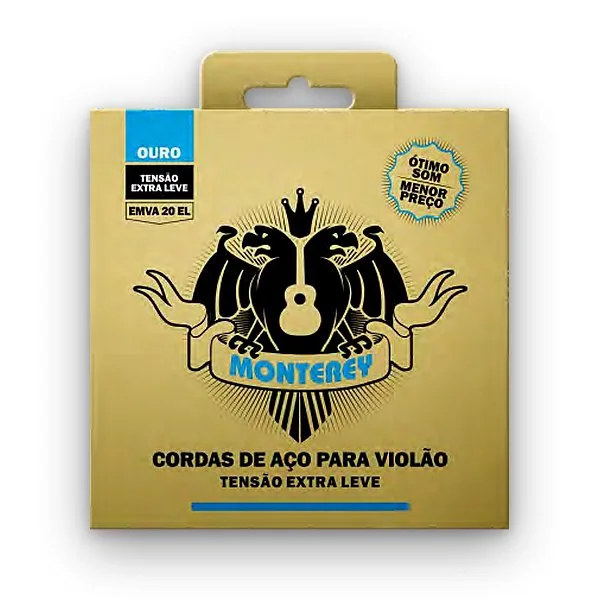 OURO
TENSÃO
EXTRA LEVE
EMVA 20 EL
ÓTIMO
SOM
MENOR
PREÇO
MONTEREY
CORDAS DE AÇO PARA VIOLÃO
TENSÃO EXTRA LEVE